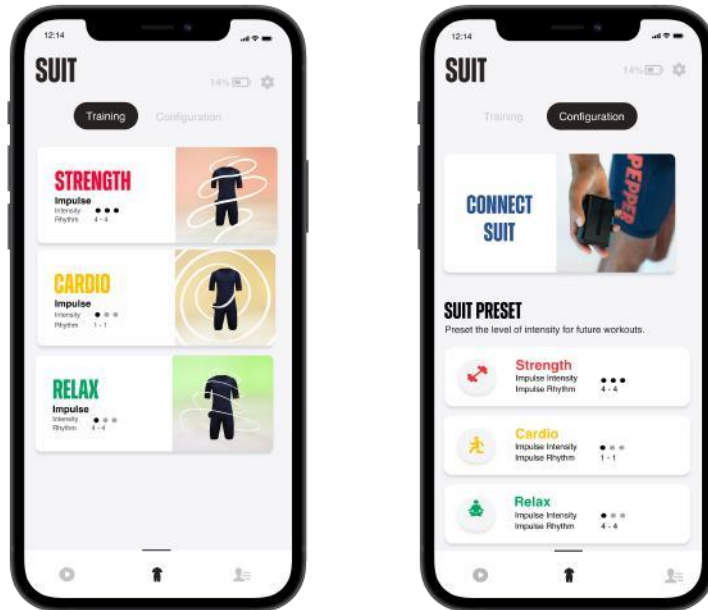 12:14
SUIT
14%
Training Configuration
STRENGTH
Impulse
Intensity
Rhythm 4 - 4
CARDIO
Impulse
Intensity
Rhythm 1 - 1
RELAX
Impulse
Intensity
Rhythm 4 - 4
12:14
SUIT
14%
Training Configuration
CONNECT
SUIT
PEPPER
SUIT PRESET
Preset the level of intensity for future workouts.
Strength
Impulse Intensity
Impulse Rhythm 4 - 4
Cardio
Impulse Intensity
Impulse Rhythm 1 - 1
Relax
Impulse Intensity
Impulse Rhythm 4 - 4